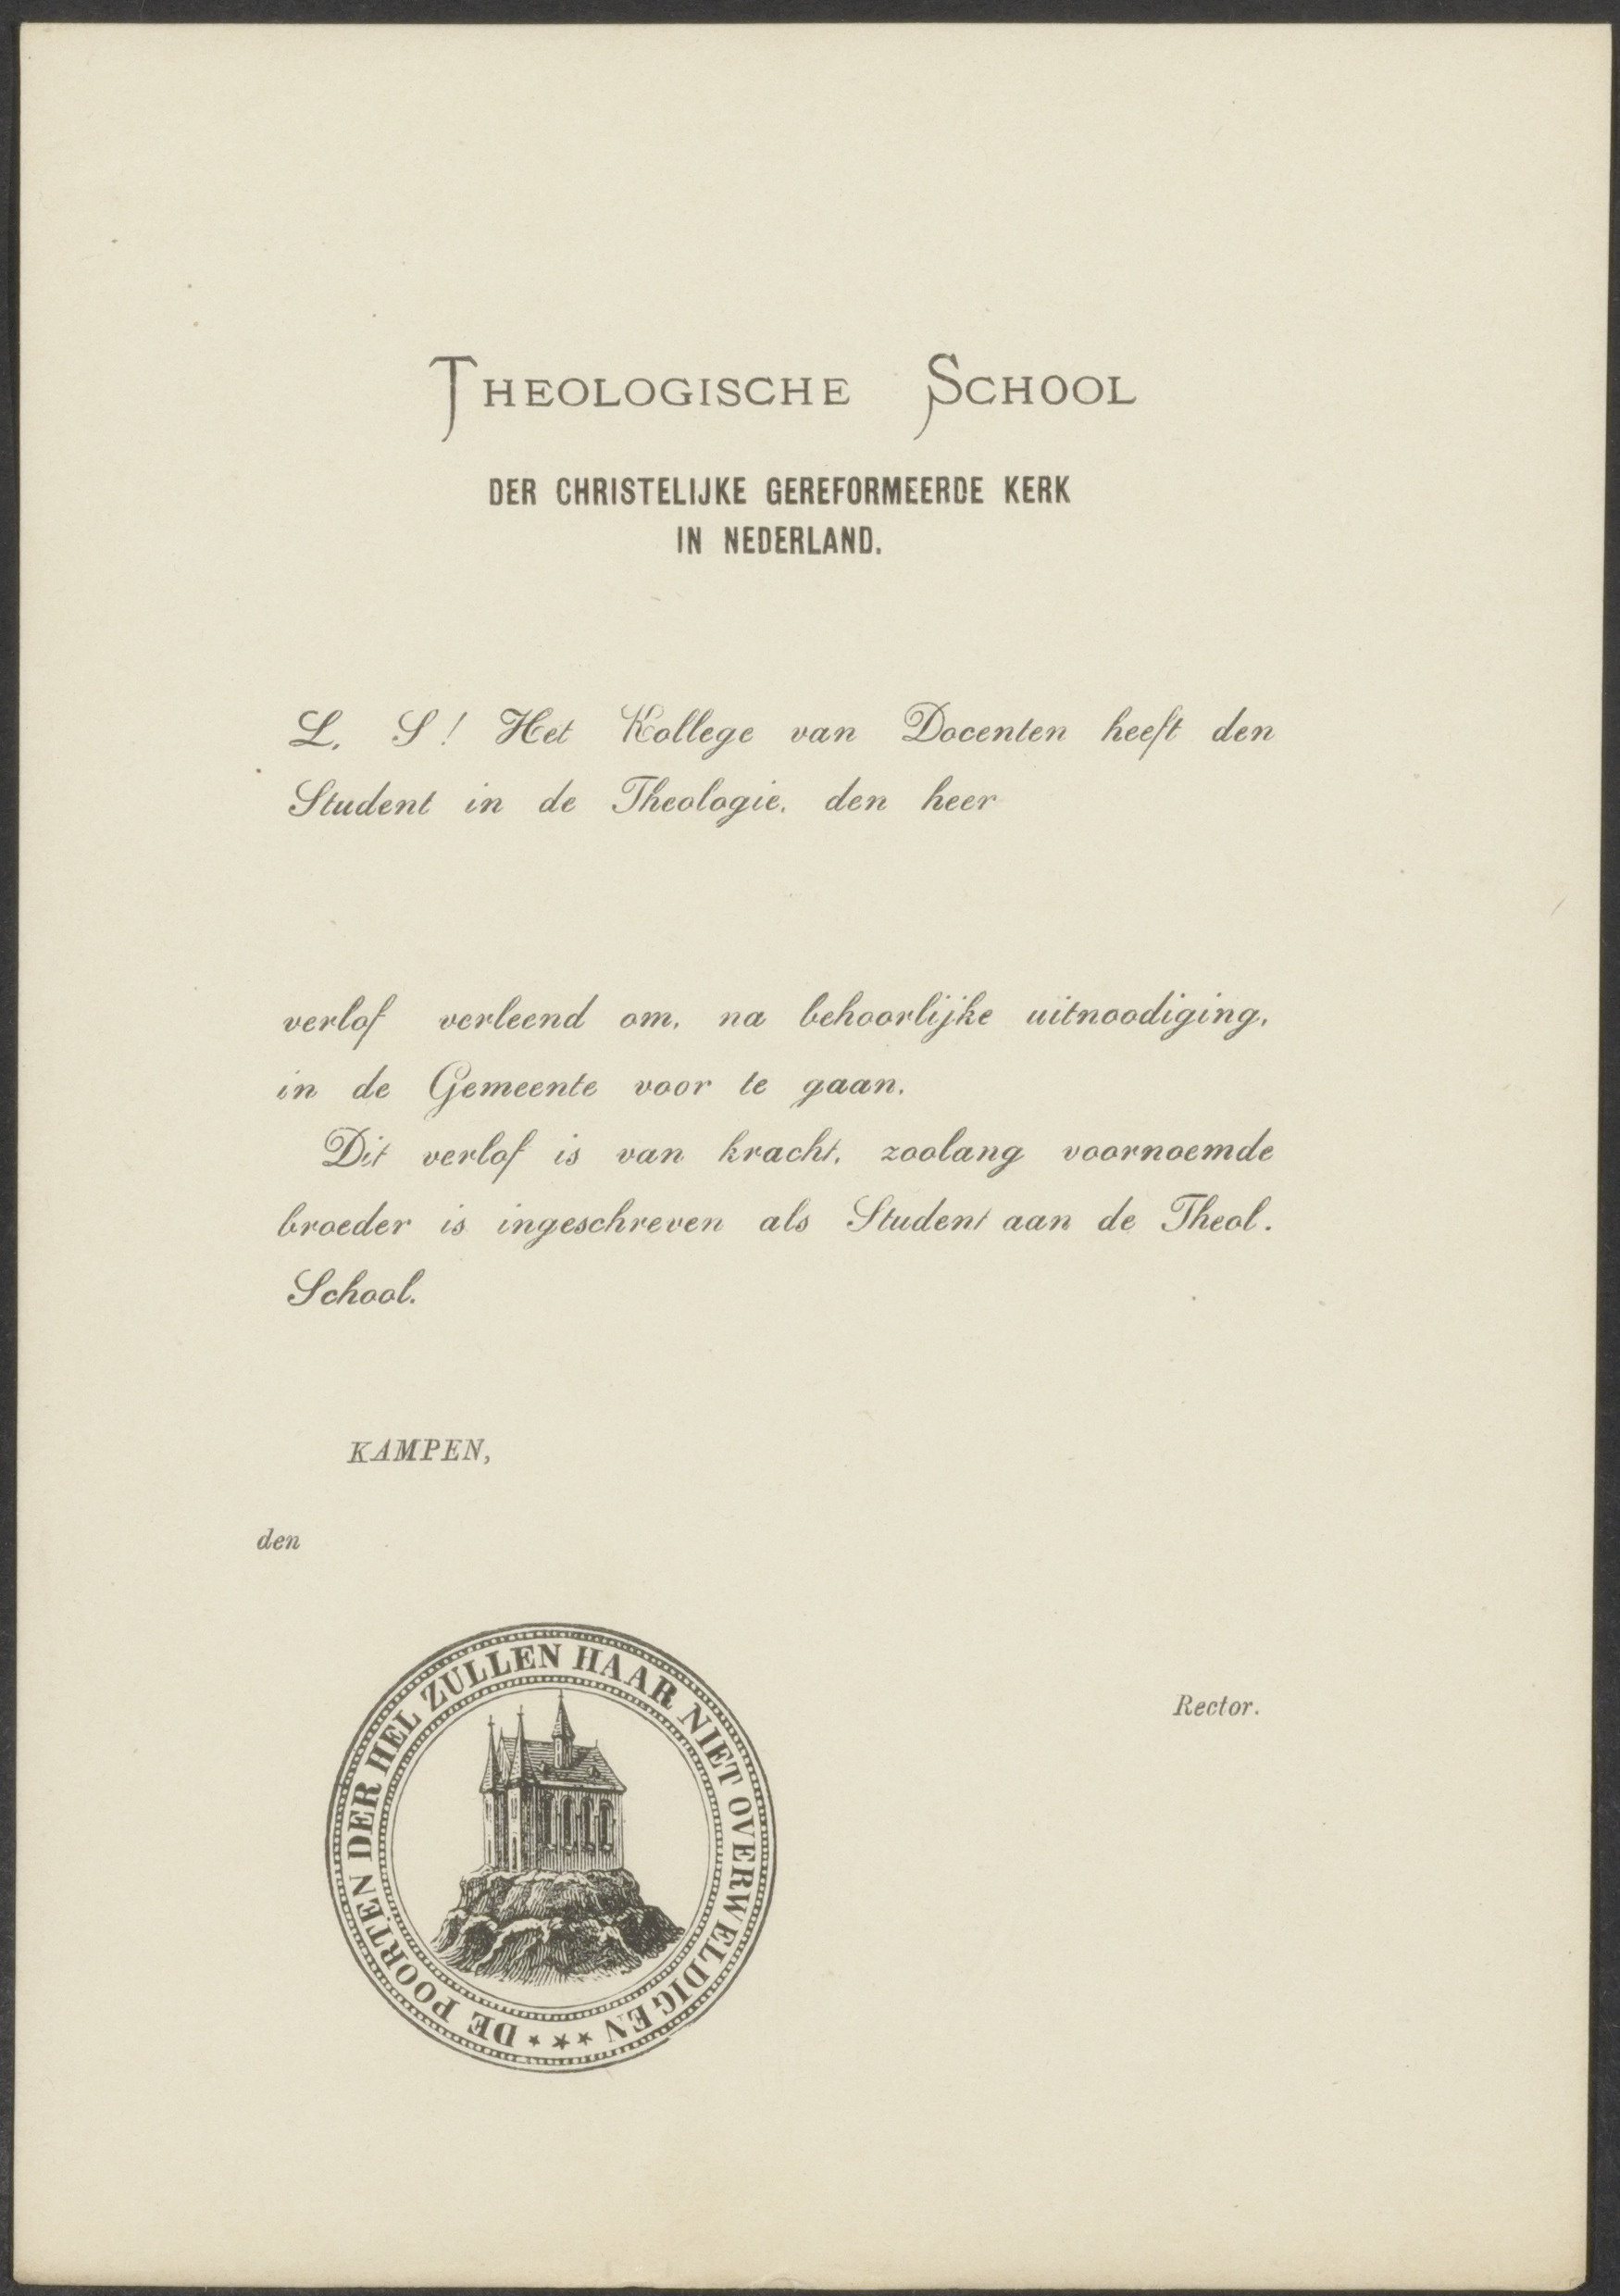 THEOLOGISCHE SCHOOL
DER CHRISTELIJKE GEREFORMEERDE KERK
IN NEDERLAND.
L. S! Het Kollege van Docenten heeft den
Student in de Theologie, den heer
verlof verleend om, na behoorlijke uitnoodiging,
in de Gemeente voor te gaan.
Dit verlof is van kracht, zoolang voornoemde
broeder is ingeschreven als Student aan de Theol.
School.
KAMPEN,
den
Rector.
DE POORTEN DER HEL ZULLEN HAAR NIET OVERWELDIGEN